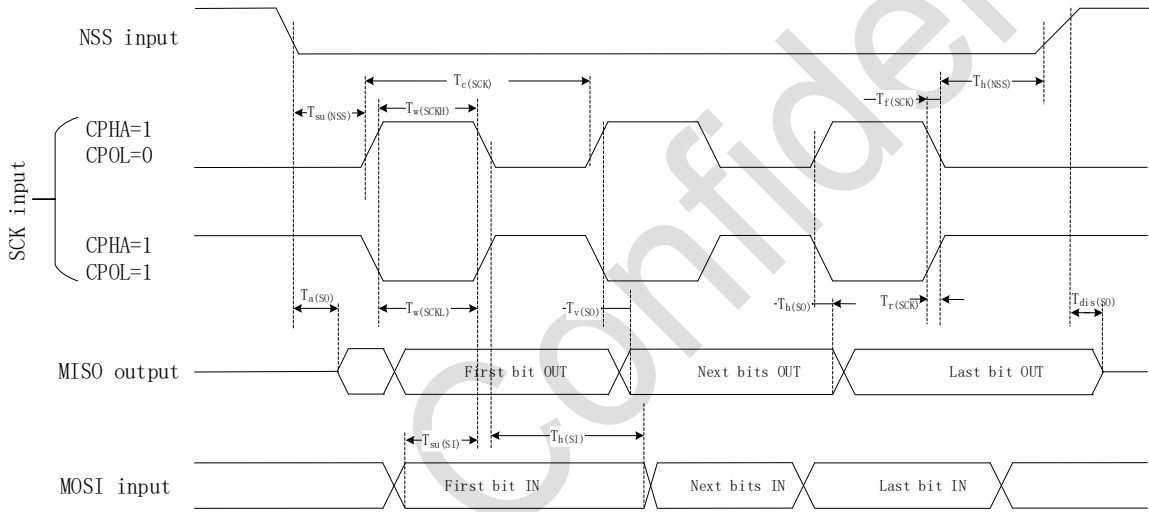 NSS input
Tc(SCK)
Th(NSS)
Tsu(NSS)
Tw(SCKH)
Tf(SCK)
SCK input
CPHA=1
CPOL=0
CPHA=1
CPOL=1
Ta(SO)
Tw(SCKL)
Tv(SO)
Th(SO)
Tr(SCK)
Tdis(SO)
MISO output
First bit OUT
Next bits OUT
Last bit OUT
Tsu(SI)
Th(SI)
MOSI input
First bit IN
Next bits IN
Last bit IN
Confiden